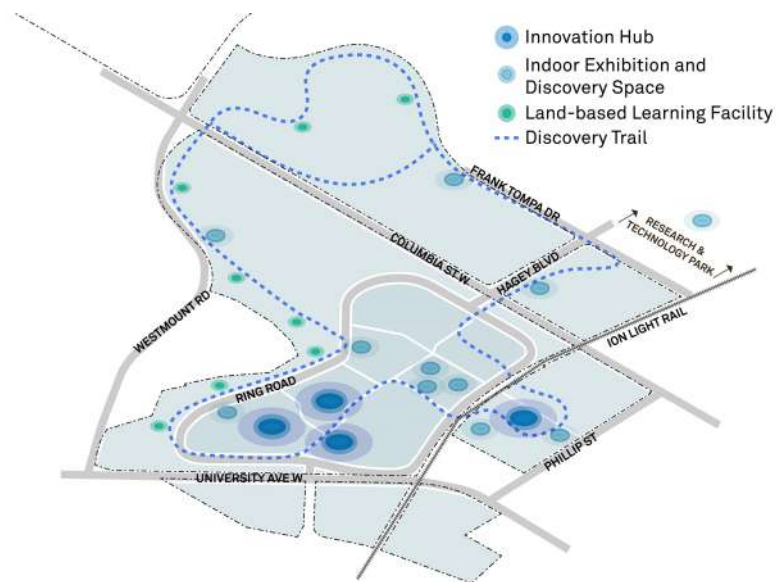 Innovation Hub
Indoor Exhibition and
Discovery Space
Land-based Learning Facility
Discovery Trail
FRANK TOMPA DR
RESEARCH &
TECHNOLOGY PARK
COLUMBIA ST W
HAGEY BLVD
ION LIGHT RAIL
WESTMOUNT RD
RING ROAD
UNIVERSITY AVE W
PHILLIP ST